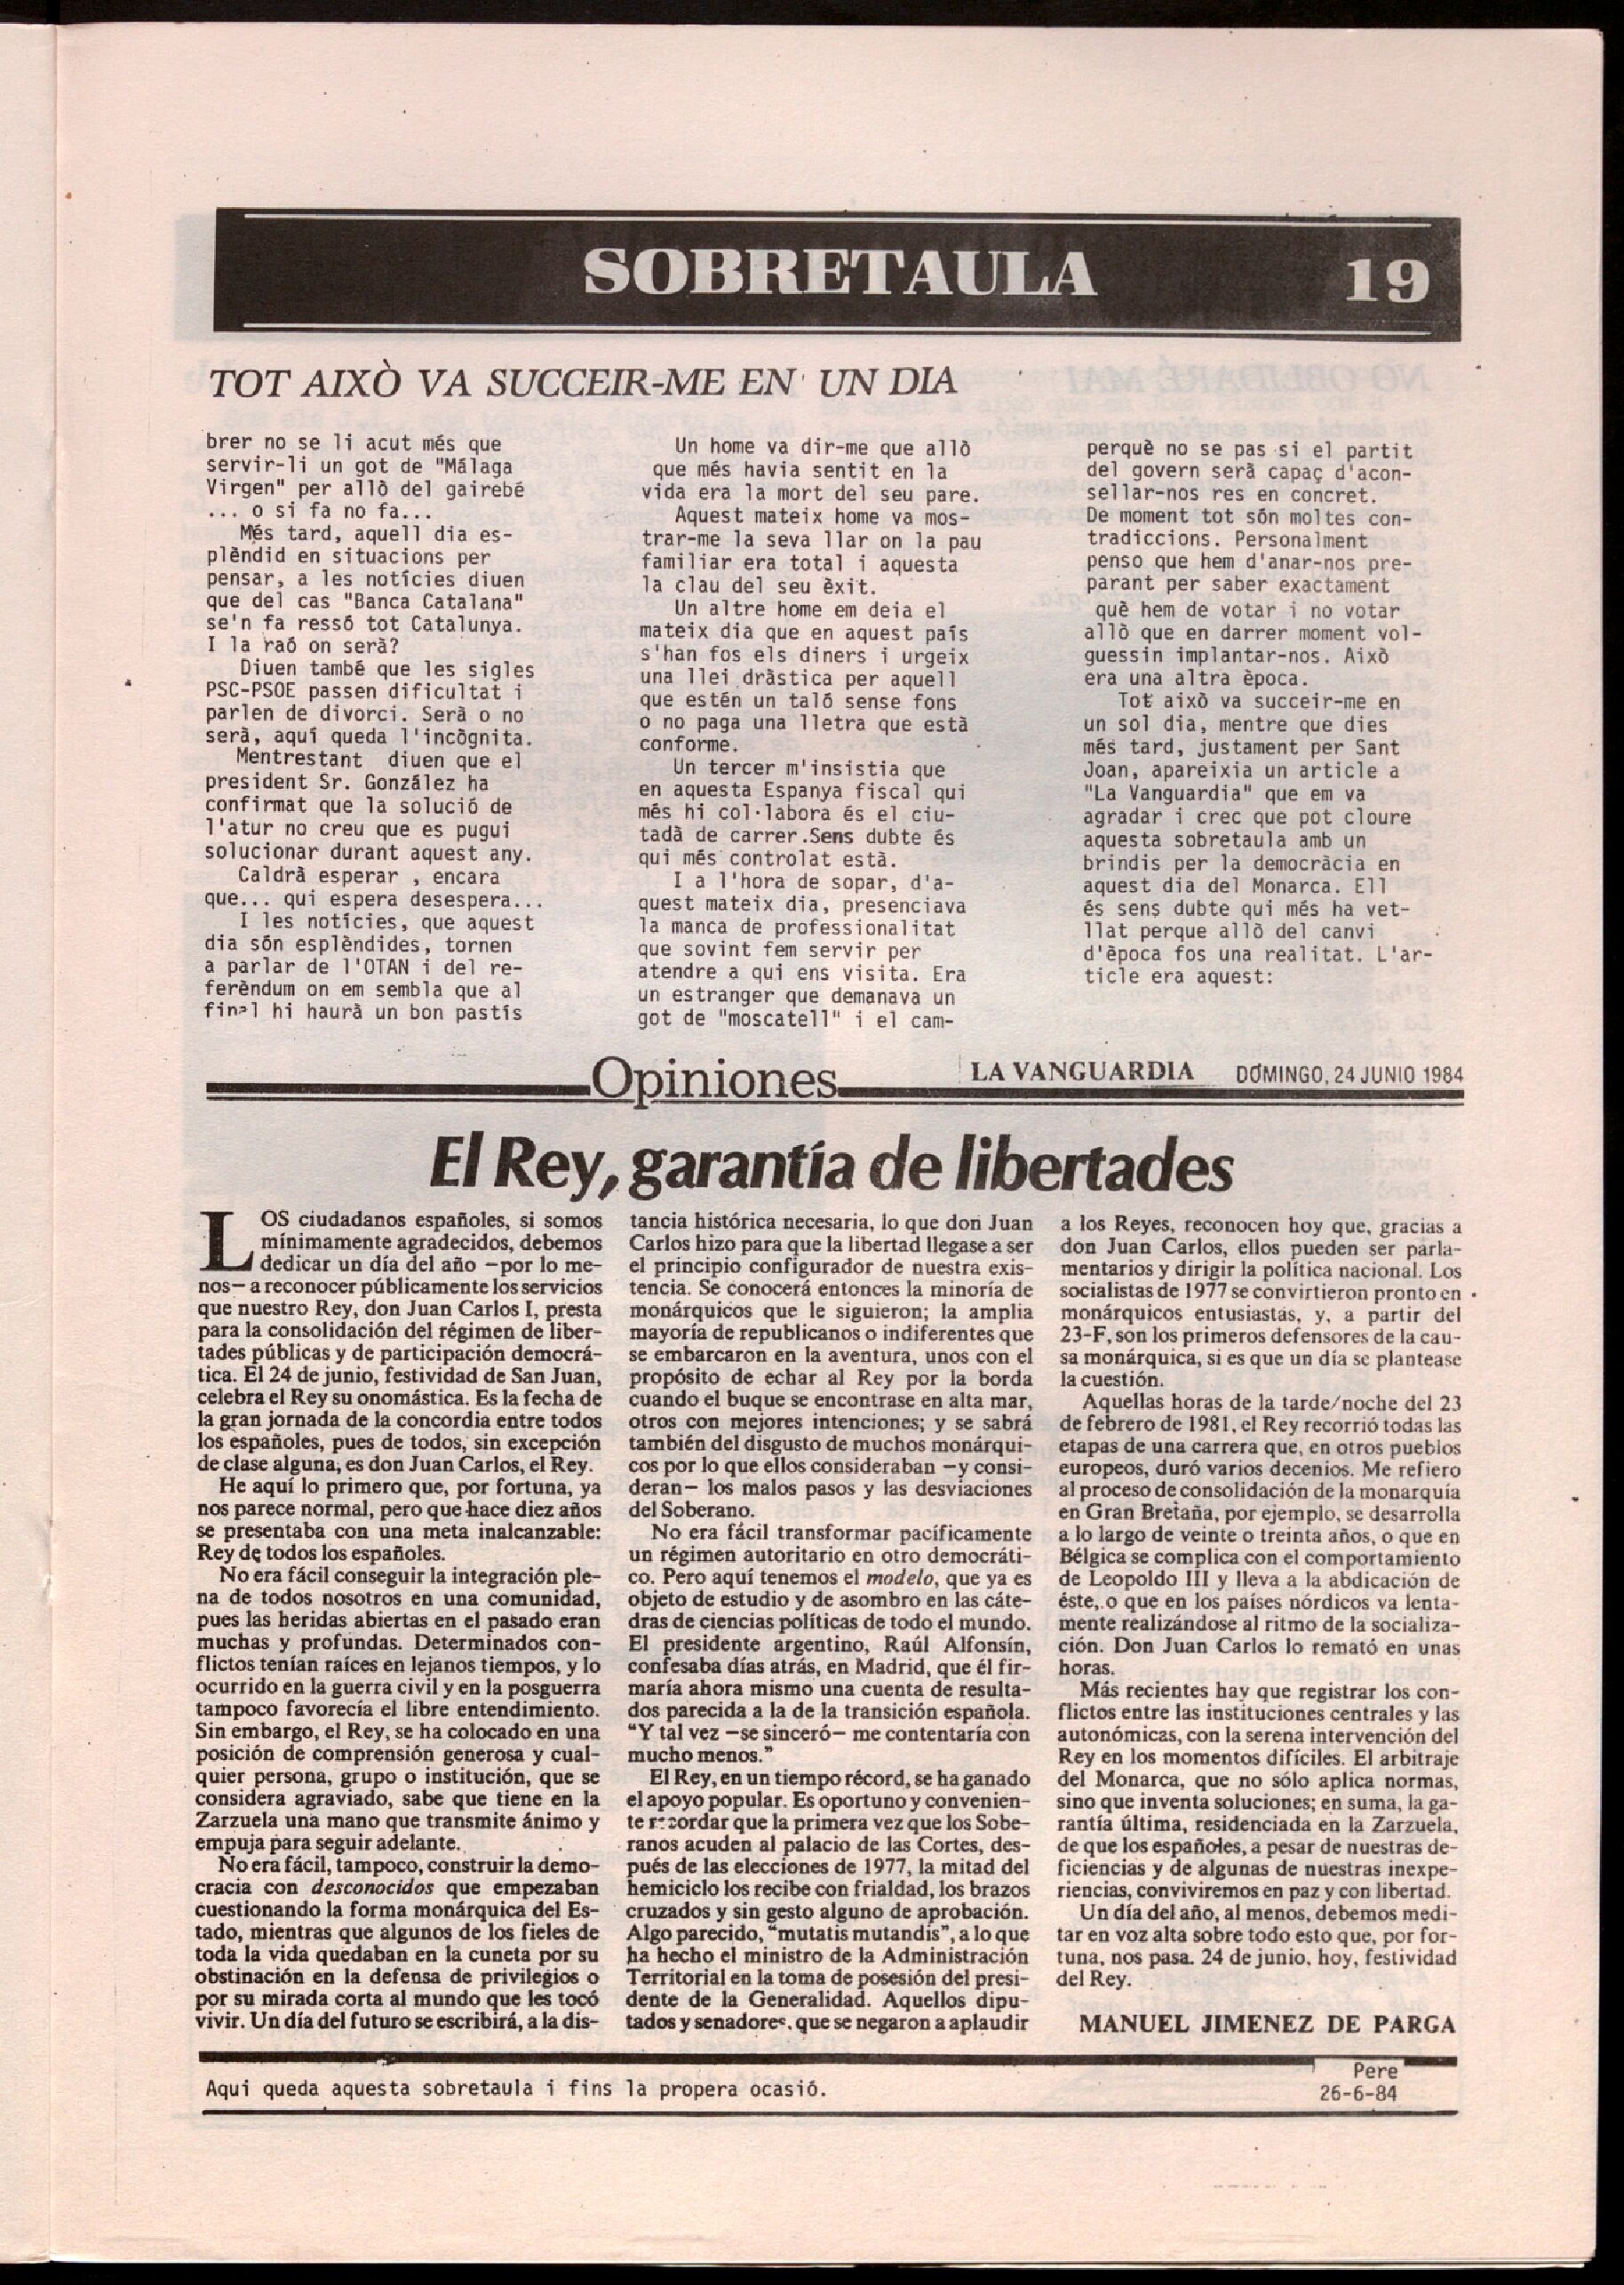 SOBRETAULA 19
TOT AIXÒ VA SUCCEIR-ME EN UN DIA
brer no se li acut més que
servir-li un got de "Málaga
Virgen" per allò del gairebé
... o si fa no fa...
Més tard, aquell dia es-
plèndid en situacions per
pensar, a les notícies diuen
que del cas "Banca Catalana"
se'n fa ressó tot Catalunya.
I la raó on serà?
Diuen també que les sigles
PSC-PSOE passen dificultat i
parlen de divorci. Serà o no
serà, aquí queda l'incògnita.
Mentrestant diuen que el
president Sr. González ha
confirmat que la solució de
l'atur no creu que es pugui
solucionar durant aquest any.
Caldrà esperar , encara
que... qui espera desespera...
I les notícies, que aquest
dia són esplèndides, tornen
a parlar de l'OTAN i del re-
ferèndum on em sembla que al
final hi haurà un bon pastís
Un home va dir-me que allò
que més havia sentit en la
vida era la mort del seu pare.
Aquest mateix home va mos-
trar-me la seva llar on la pau
familiar era total i aquesta
la clau del seu èxit.
Un altre home em deia el
mateix dia que en aquest país
s'han fos els diners i urgeix
una llei dràstica per aquell
que estén un taló sense fons
o no paga una lletra que està
conforme.
Un tercer m'insistia que
en aquesta Espanya fiscal qui
més hi col·labora és el ciu-
tadà de carrer.Sens dubte és
qui més controlat està.
I a l'hora de sopar, d'a-
quest mateix dia, presenciava
la manca de professionalitat
que sovint fem servir per
atendre a qui ens visita. Era
un estranger que demanava un
got de "moscatell" i el cam-
perquè no se pas si el partit
del govern serà capaç d'acon-
sellar-nos res en concret.
De moment tot són moltes con-
tradiccions. Personalment
penso que hem d'anar-nos pre-
parant per saber exactament
què hem de votar i no votar
allò que en darrer moment vol-
guessin implantar-nos. Això
era una altra època.
Tot això va succeir-me en
un sol dia, mentre que dies
més tard, justament per Sant
Joan, apareixia un article a
"La Vanguardia" que em va
agradar i crec que pot cloure
aquesta sobretaula amb un
brindis per la democràcia en
aquest dia del Monarca. Ell
és sens dubte qui més ha vet-
llat perque allò del canvi
d'època fos una realitat. L'ar-
ticle era aquest:
Opiniones LA VANGUARDIA DOMINGO, 24 JUNIO 1984
El Rey, garantía de libertades
LOS ciudadanos españoles, si somos
mínimamente agradecidos, debemos
dedicar un día del año —por lo me-
nos— a reconocer públicamente los servicios
que nuestro Rey, don Juan Carlos I, presta
para la consolidación del régimen de liber-
tades públicas y de participación democrá-
tica. El 24 de junio, festividad de San Juan,
celebra el Rey su onomástica. Es la fecha de
la gran jornada de la concordia entre todos
los españoles, pues de todos, sin excepción
de clase alguna, es don Juan Carlos, el Rey.
He aquí lo primero que, por fortuna, ya
nos parece normal, pero que hace diez años
se presentaba con una meta inalcanzable:
Rey de todos los españoles.
No era fácil conseguir la integración ple-
na de todos nosotros en una comunidad,
pues las heridas abiertas en el pasado eran
muchas y profundas. Determinados con-
flictos tenían raíces en lejanos tiempos, y lo
ocurrido en la guerra civil y en la posguerra
tampoco favorecía el libre entendimiento.
Sin embargo, el Rey, se ha colocado en una
posición de comprensión generosa y cual-
quier persona, grupo o institución, que se
considera agraviado, sabe que tiene en la
Zarzuela una mano que transmite ánimo y
empuja para seguir adelante.
No era fácil, tampoco, construir la demo-
cracia con desconocidos que empezaban
cuestionando la forma monárquica del Es-
tado, mientras que algunos de los fieles de
toda la vida quedaban en la cuneta por su
obstinación en la defensa de privilegios o
por su mirada corta al mundo que les tocó
vivir. Un día del futuro se escribirá, a la dis-
tancia histórica necesaria, lo que don Juan
Carlos hizo para que la libertad llegase a ser
el principio configurador de nuestra exis-
tencia. Se conocerá entonces la minoría de
monárquicos que le siguieron; la amplia
mayoría de republicanos o indiferentes que
se embarcaron en la aventura, unos con el
propósito de echar al Rey por la borda
cuando el buque se encontrase en alta mar,
otros con mejores intenciones; y se sabrá
también del disgusto de muchos monárqui-
cos por lo que ellos consideraban —y consi-
deran— los malos pasos y las desviaciones
del Soberano.
No era fácil transformar pacíficamente
un régimen autoritario en otro democráti-
co. Pero aquí tenemos el modelo, que ya es
objeto de estudio y de asombro en las cáte-
dras de ciencias políticas de todo el mundo.
El presidente argentino, Raúl Alfonsín,
confesaba días atrás, en Madrid, que él fir-
maría ahora mismo una cuenta de resulta-
dos parecida a la de la transición española.
“Y tal vez —se sinceró— me contentaría con
mucho menos.”
El Rey, en un tiempo récord, se ha ganado
el apoyo popular. Es oportuno y convenien-
te recordar que la primera vez que los Sobe-
ranos acuden al palacio de las Cortes, des-
pués de las elecciones de 1977, la mitad del
hemiciclo los recibe con frialdad, los brazos
cruzados y sin gesto alguno de aprobación.
Algo parecido, “mutatis mutandis”, a lo que
ha hecho el ministro de la Administración
Territorial en la toma de posesión del presi-
dente de la Generalidad. Aquellos dipu-
tados y senadores, que se negaron a aplaudir
a los Reyes, reconocen hoy que, gracias a
don Juan Carlos, ellos pueden ser parla-
mentarios y dirigir la política nacional. Los
socialistas de 1977 se convirtieron pronto en
monárquicos entusiastas, y, a partir del
23-F, son los primeros defensores de la cau-
sa monárquica, si es que un día se plantease
la cuestión.
Aquellas horas de la tarde/noche del 23
de febrero de 1981, el Rey recorrió todas las
etapas de una carrera que, en otros pueblos
europeos, duró varios decenios. Me refiero
al proceso de consolidación de la monarquía
en Gran Bretaña, por ejemplo, se desarrolla
a lo largo de veinte o treinta años, o que en
Bélgica se complica con el comportamiento
de Leopoldo III y lleva a la abdicación de
éste, o que en los países nórdicos va lenta-
mente realizándose al ritmo de la socializa-
ción. Don Juan Carlos lo remató en unas
horas.
Más recientes hay que registrar los con-
flictos entre las instituciones centrales y las
autonómicas, con la serena intervención del
Rey en los momentos difíciles. El arbitraje
del Monarca, que no sólo aplica normas,
sino que inventa soluciones; en suma, la ga-
rantía última, residenciada en la Zarzuela,
de que los españoles, a pesar de nuestras de-
ficiencias y de algunas de nuestras inexpe-
riencias, conviviremos en paz y con libertad.
Un día del año, al menos, debemos medi-
tar en voz alta sobre todo esto que, por for-
tuna, nos pasa. 24 de junio, hoy, festividad
del Rey.
MANUEL JIMENEZ DE PARGA
Aqui queda aquesta sobretaula i fins la propera ocasió.
Pere
26-6-84